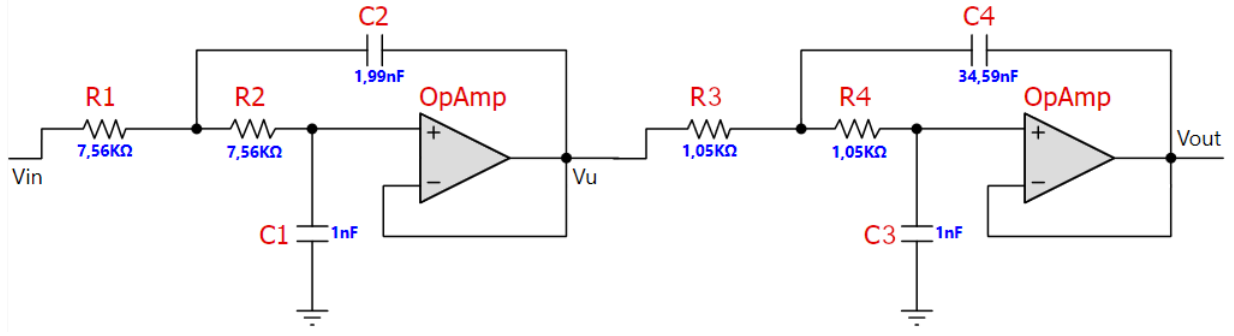 C2
1,99nF
R1
7,56KΩ
R2
7,56KΩ
OpAmp
+
−
Vin
C1
1nF
Vu
C4
34,59nF
R3
1,05KΩ
R4
1,05KΩ
OpAmp
+
−
Vout
C3
1nF